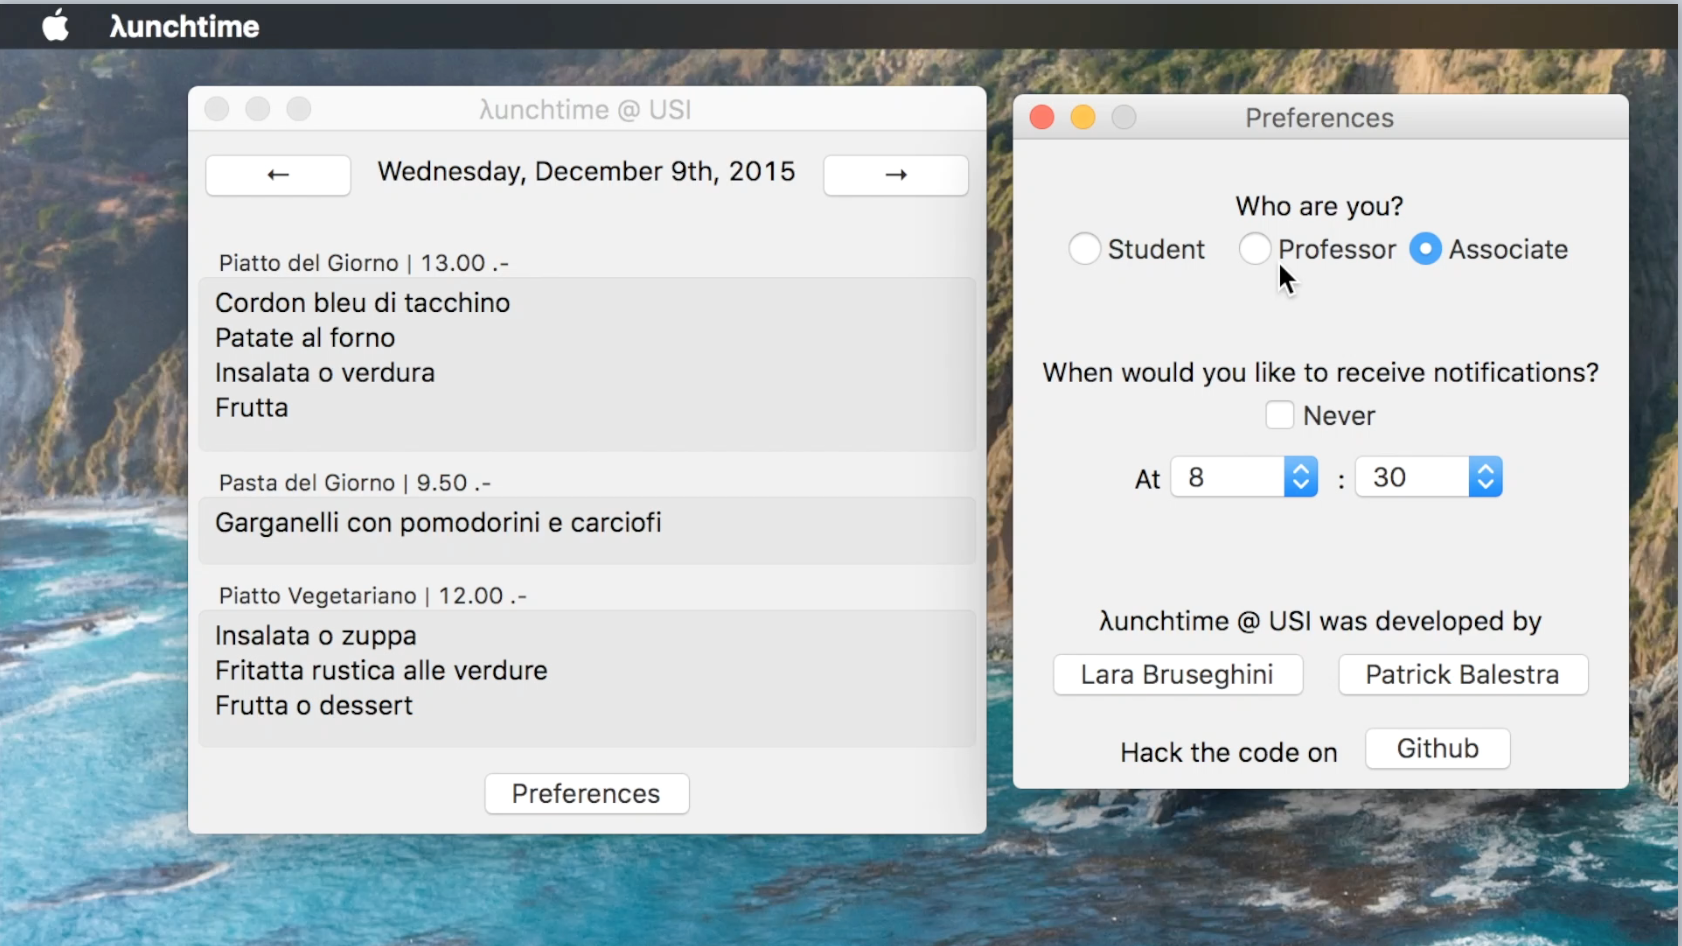 λunchtime
λunchtime @ USI
←
Wednesday, December 9th, 2015
→
Piatto del Giorno | 13.00 .-
Cordon bleu di tacchino
Patate al forno
Insalata o verdura
Frutta
Pasta del Giorno | 9.50 .-
Garganelli con pomodorini e carciofi
Piatto Vegetariano | 12.00 .-
Insalata o zuppa
Fritatta rustica alle verdure
Frutta o dessert
Preferences
Preferences
Who are you?
Student Professor Associate
When would you like to receive notifications?
Never
At 8 : 30
λunchtime @ USI was developed by
Lara Bruseghini Patrick Balestra
Hack the code on Github